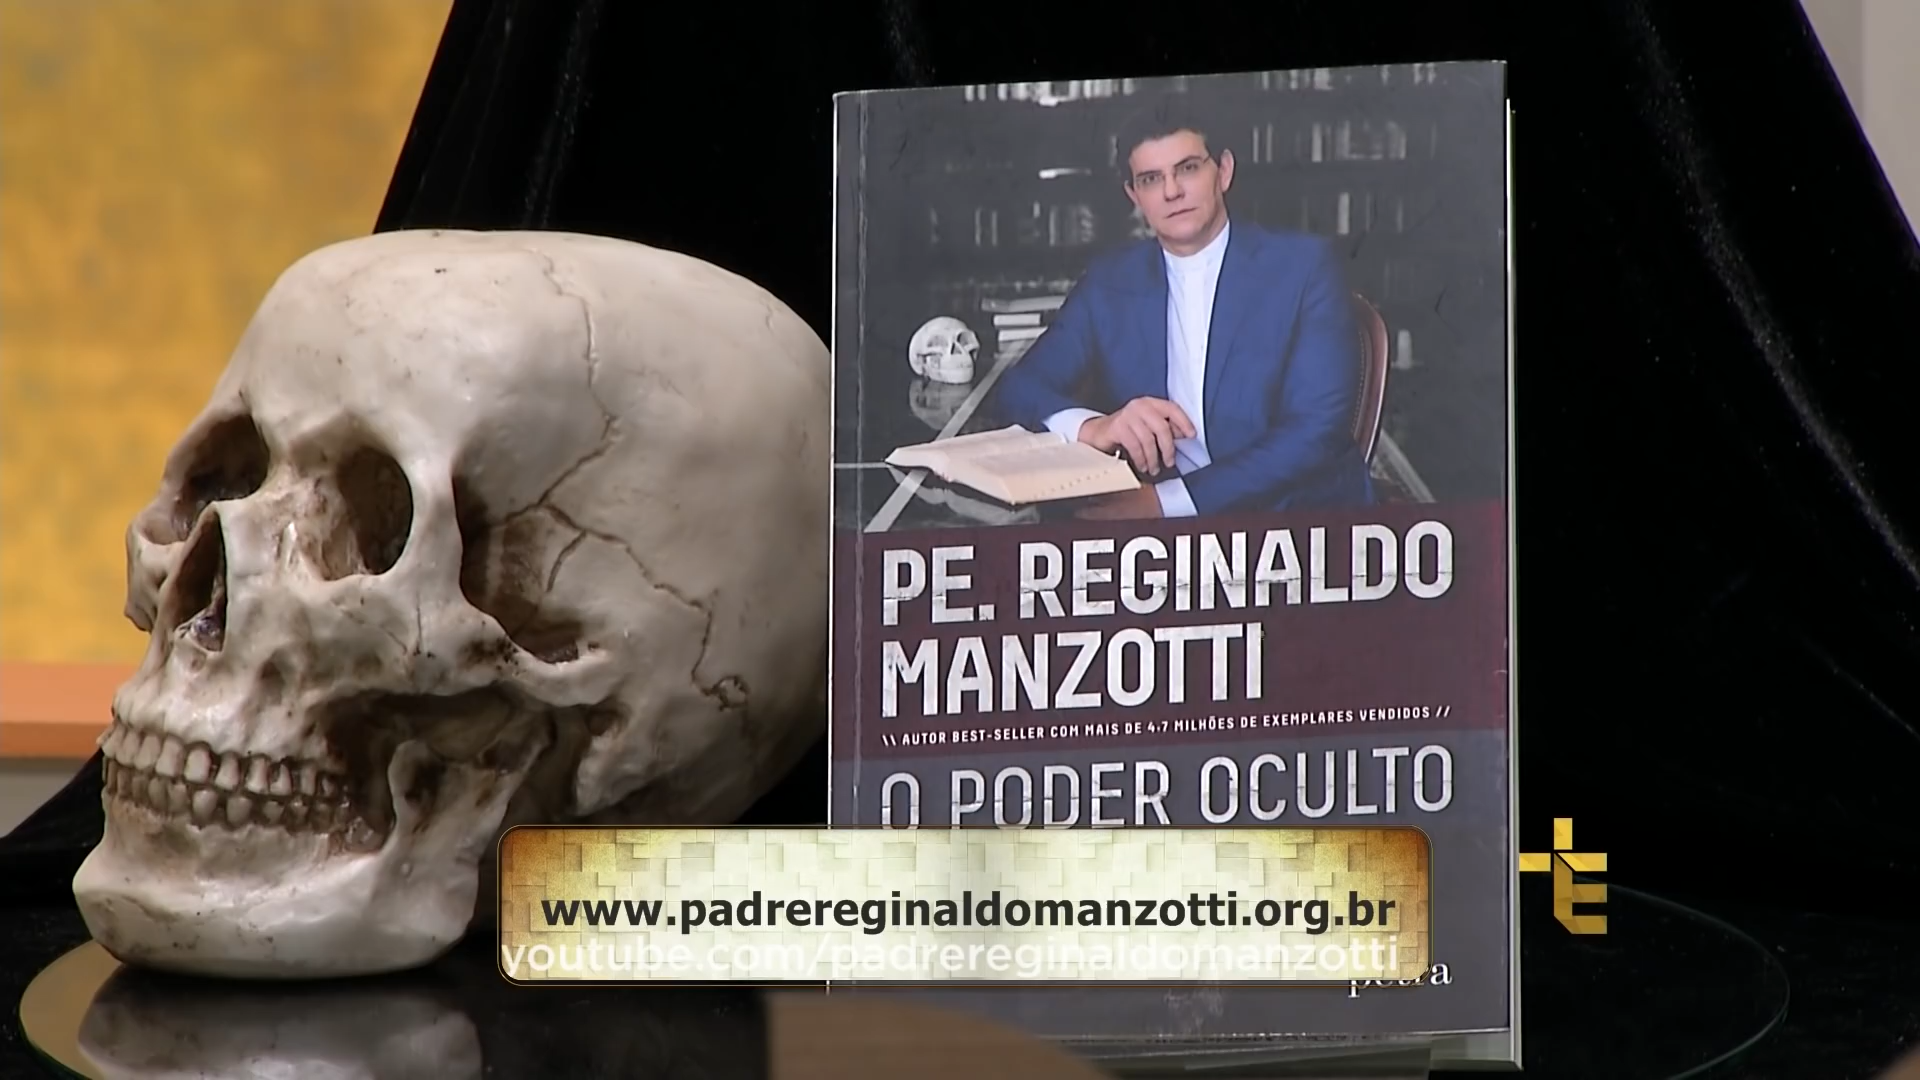 PE. REGINALDO
MANZOTTI
\\ AUTOR BEST-SELLER COM MAIS DE 4.7 MILHÕES DE EXEMPLARES VENDIDOS //
O PODER OCULTO
www.padrereginaldomanzotti.org.br
youtube.com/padrereginaldomanzotti
petra